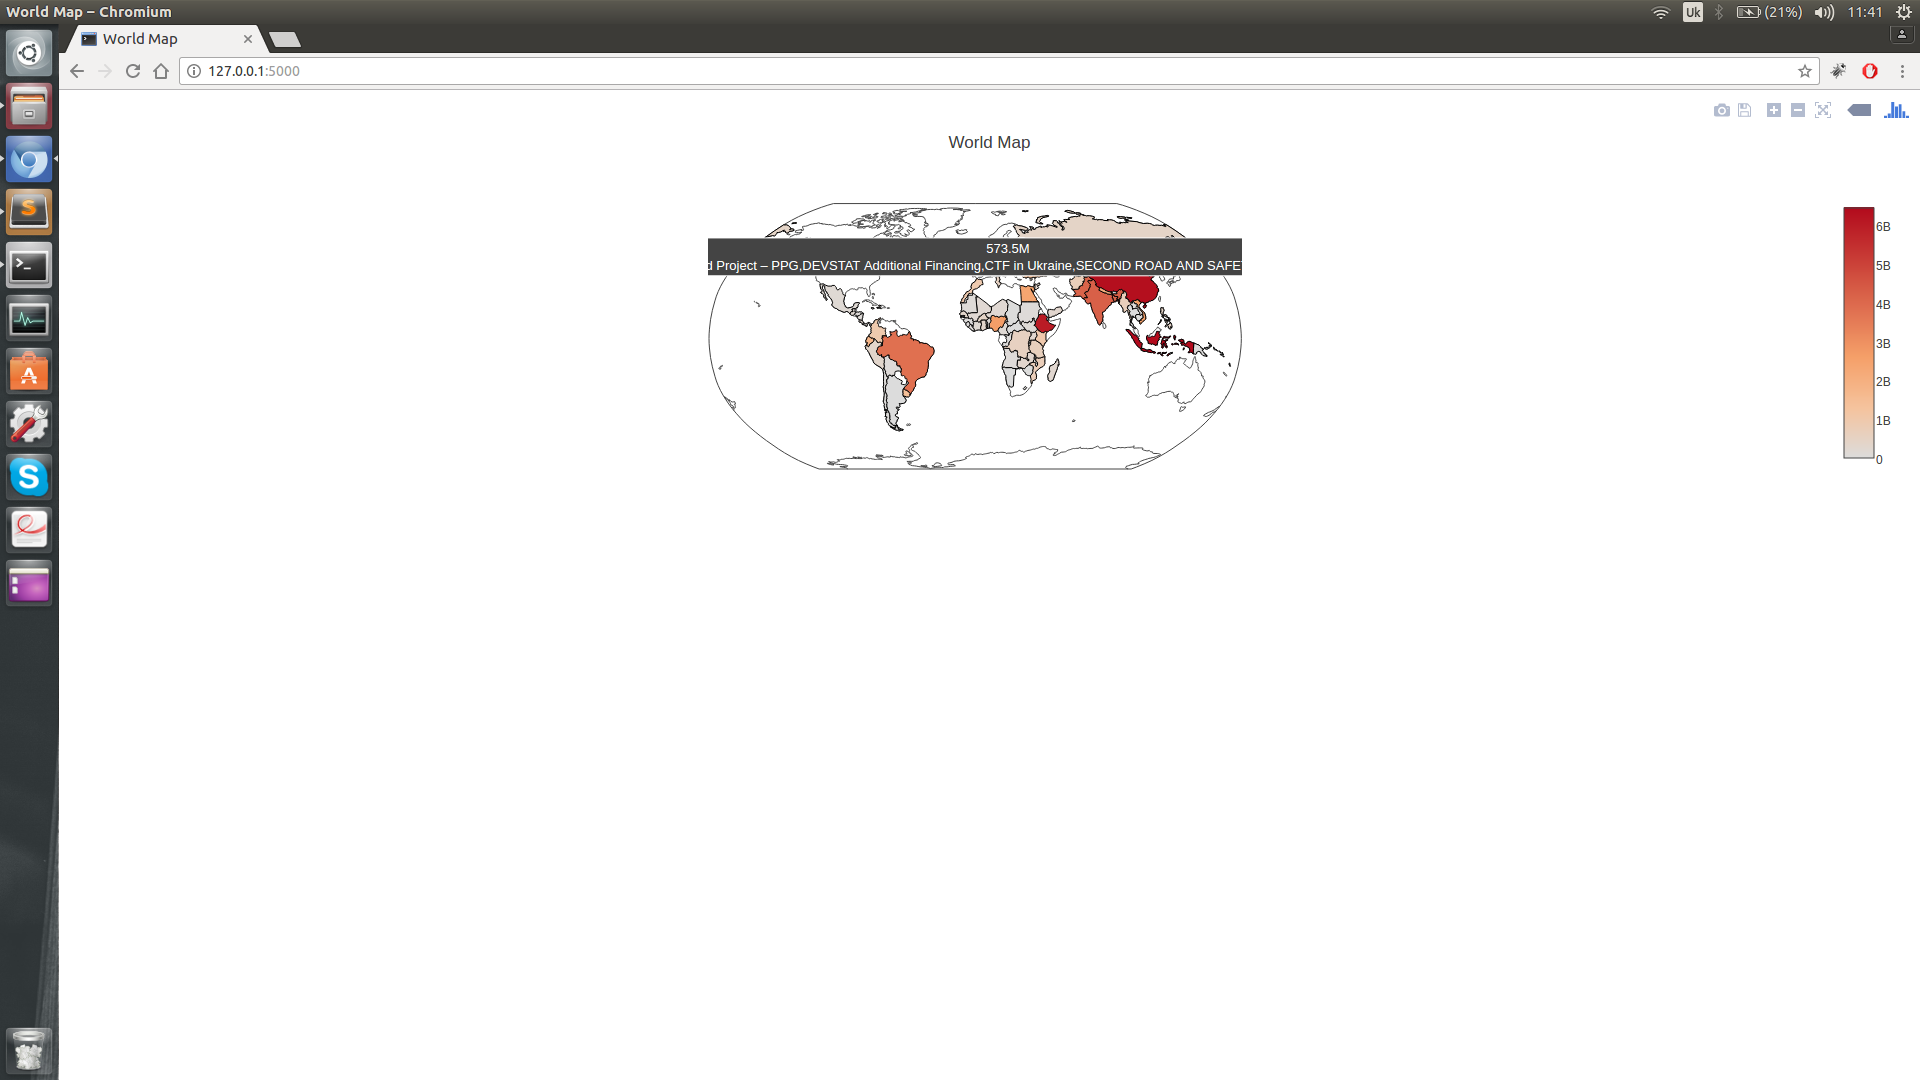 World Map – Chromium
Uk
(21%)
11:41
World Map
127.0.0.1:5000
World Map
573.5M
d Project – PPG,DEVSTAT Additional Financing,CTF in Ukraine,SECOND ROAD AND SAFE
6B
5B
4B
3B
2B
1B
0